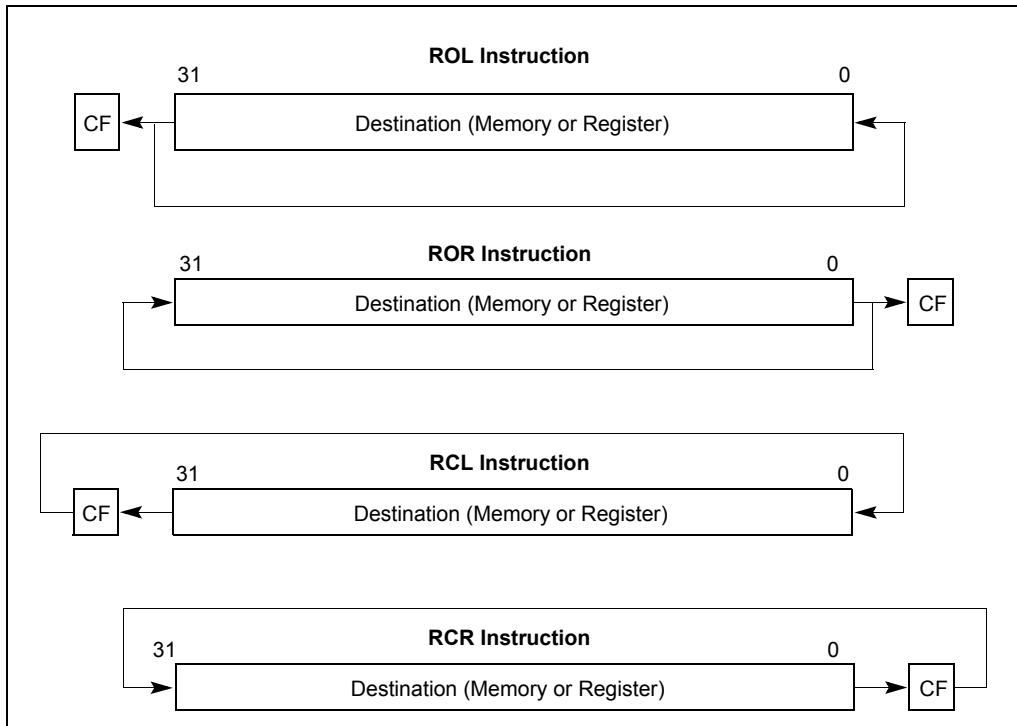 ROL Instruction
31 0
CF Destination (Memory or Register)
ROR Instruction
31 0
Destination (Memory or Register) CF
RCL Instruction
31 0
CF Destination (Memory or Register)
RCR Instruction
31 0
Destination (Memory or Register) CF